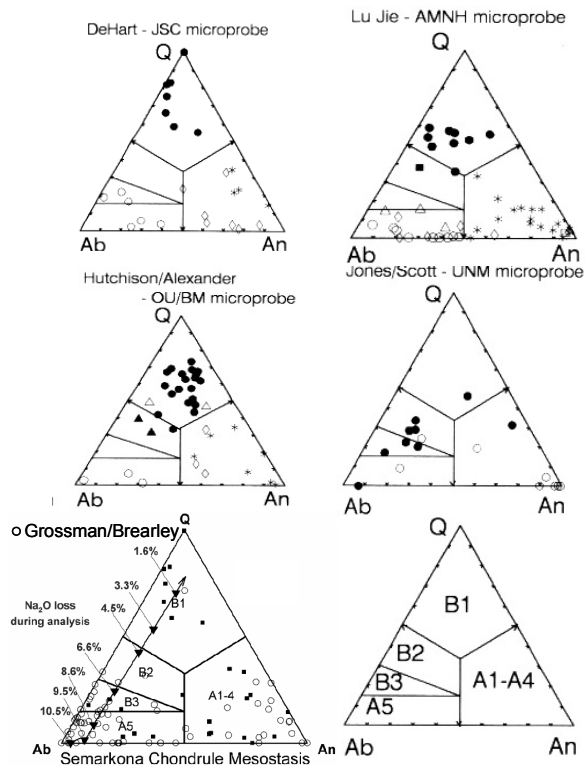 DeHart - JSC microprobe
Q
Ab
An
Lu Jie - AMNH microprobe
Q
Ab
An
Hutchison/Alexander
- OU/BM microprobe
Q
Ab
An
Jones/Scott - UNM microprobe
Q
Ab
An
Grossman/Brearley
Q
1.6%
3.3%
Na2O loss
during analysis
4.5%
B1
6.6%
B2
8.6%
B3
A1-4
9.5%
10.5%
A5
Ab
An
Semarkona Chondrule Mesostasis
Q
B1
B2
B3
A1-A4
A5
Ab
An